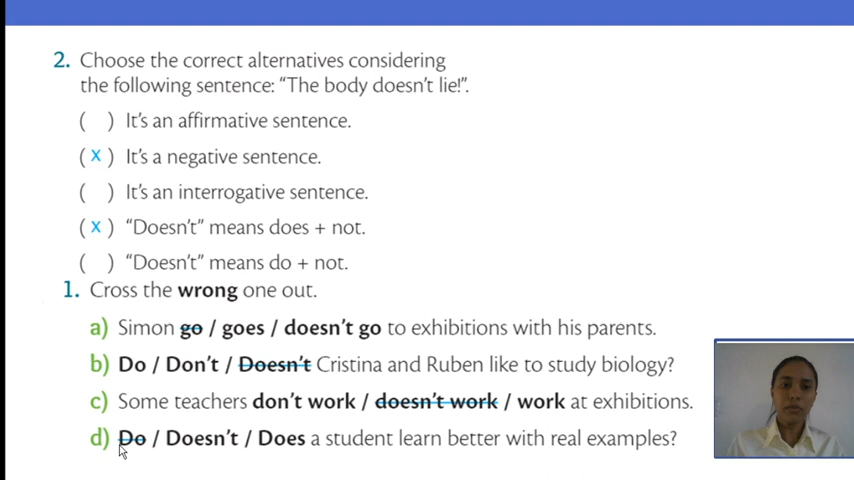 2. Choose the correct alternatives considering
the following sentence: “The body doesn’t lie!”.
( ) It’s an affirmative sentence.
( x ) It’s a negative sentence.
( ) It’s an interrogative sentence.
( x ) “Doesn’t” means does + not.
( ) “Doesn’t” means do + not.
1. Cross the wrong one out.
a) Simon go / goes / doesn’t go to exhibitions with his parents.
b) Do / Don’t / Doesn’t Cristina and Ruben like to study biology?
c) Some teachers don’t work / doesn’t work / work at exhibitions.
d) Do / Doesn’t / Does a student learn better with real examples?